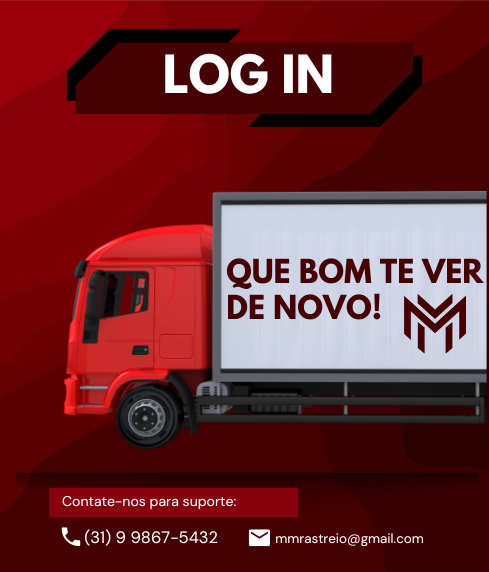 LOG IN
QUE BOM TE VER
DE NOVO!
Contate-nos para suporte:
(31) 9 9867-5432
mmrastreio@gmail.com